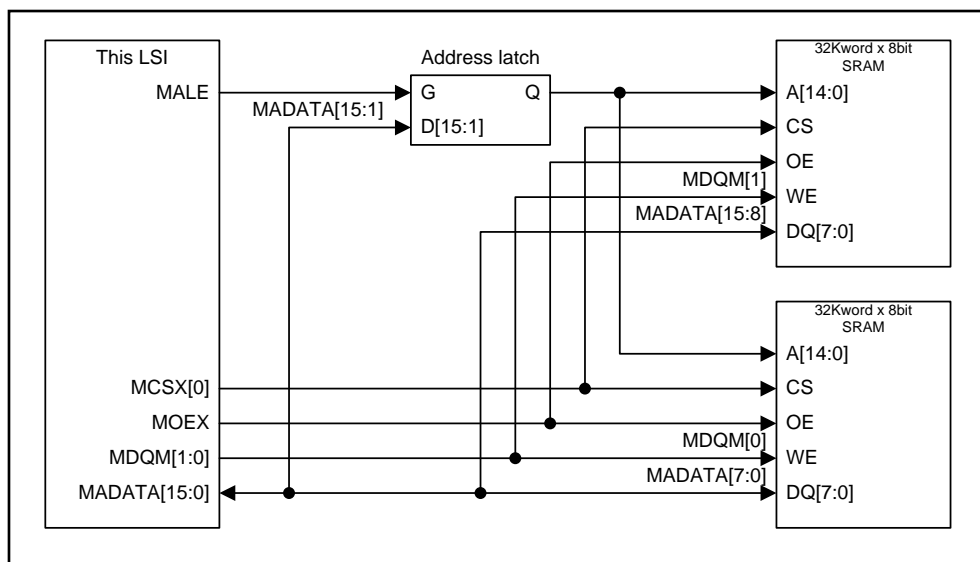 This LSI
MALE
MADATA[15:1]
Address latch
G
Q
D[15:1]
32Kword x 8bit
SRAM
A[14:0]
CS
OE
MDQM[1]
WE
MADATA[15:8]
DQ[7:0]
32Kword x 8bit
SRAM
A[14:0]
MCSX[0]
CS
MOEX
OE
MDQM[0]
MDQM[1:0]
WE
MADATA[7:0]
MADATA[15:0]
DQ[7:0]